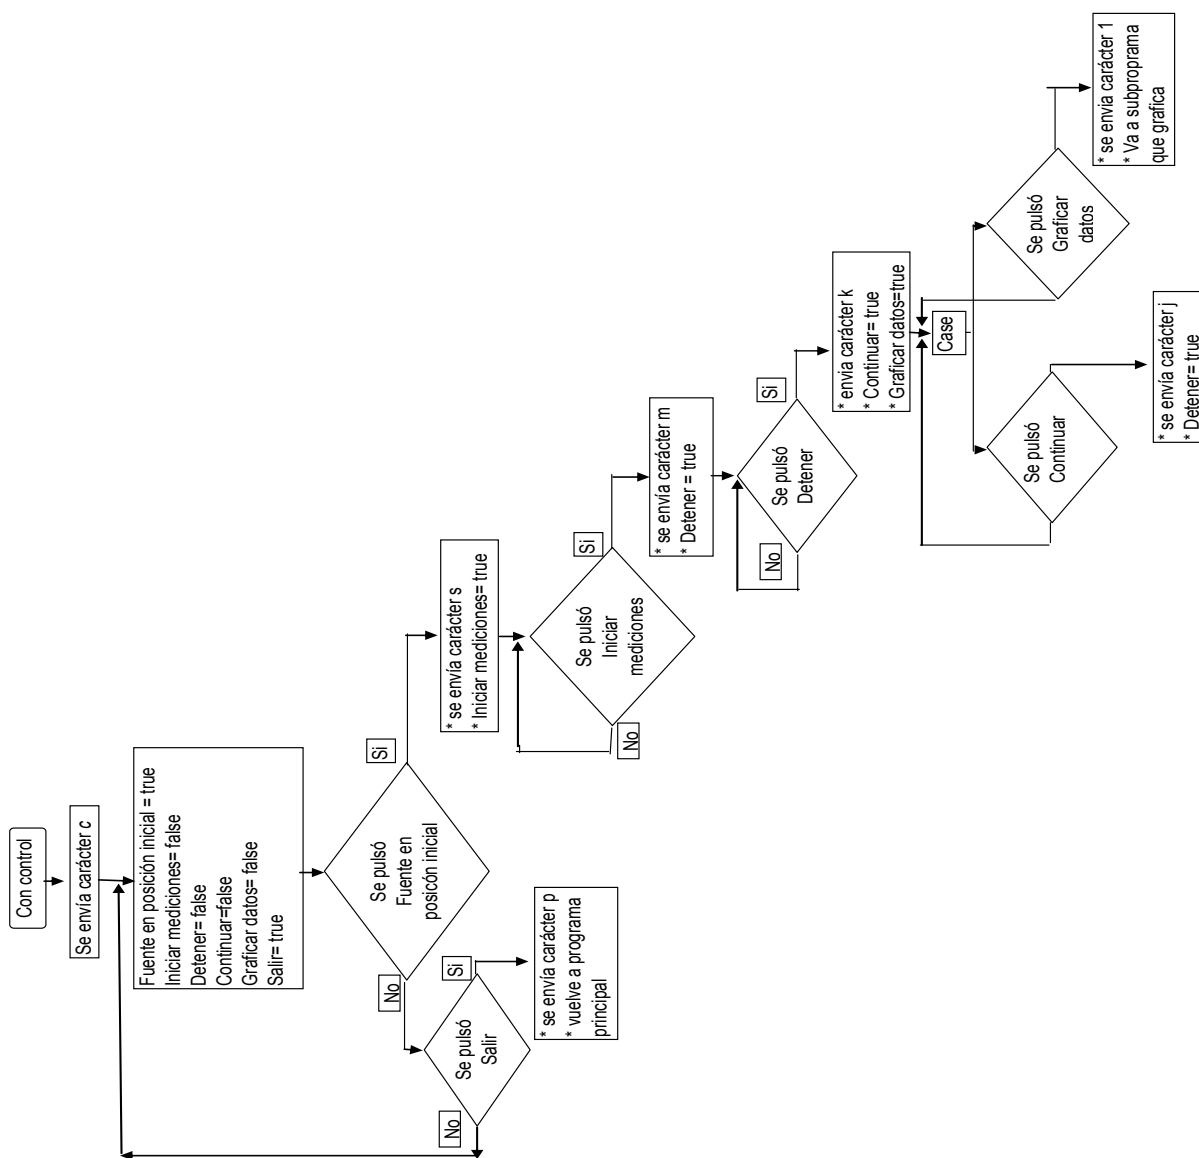 Con control
Se envía carácter c
Fuente en posición inicial = true
Iniciar mediciones= false
Detener= false
Continuar=false
Graficar datos= false
Salir= true
Se pulsó
Fuente en
posicón inicial
Si
No
Se pulsó
Salir
Si
No
* se envía carácter p
* vuelve a programa
principal
* se envía carácter s
* Iniciar mediciones= true
Se pulsó
Iniciar
mediciones
Si
No
* se envía carácter m
* Detener = true
Se pulsó
Detener
Si
No
* envia carácter k
* Continuar= true
* Graficar datos=true
Case
Se pulsó
Continuar
* se envía carácter j
* Detener= true
Se pulsó
Graficar
datos
* se envia carácter 1
* Va a subproprama
que grafica